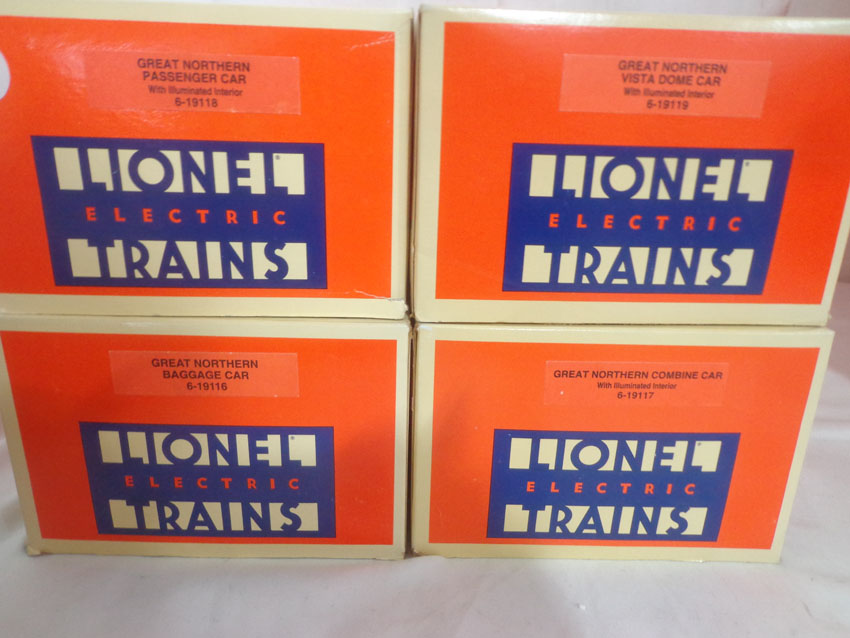 GREAT NORTHERN
PASSENGER CAR
With Illuminated Interior
6-19118
LIONEL®
ELECTRIC
TRAINS
GREAT NORTHERN
VISTA DOME CAR
With Illuminated Interior
6-19119
LIONEL®
ELECTRIC
TRAINS
GREAT NORTHERN
BAGGAGE CAR
6-19116
LIONEL®
ELECTRIC
TRAINS
GREAT NORTHERN COMBINE CAR
With Illuminated Interior
6-19117
LIONEL®
ELECTRIC
TRAINS